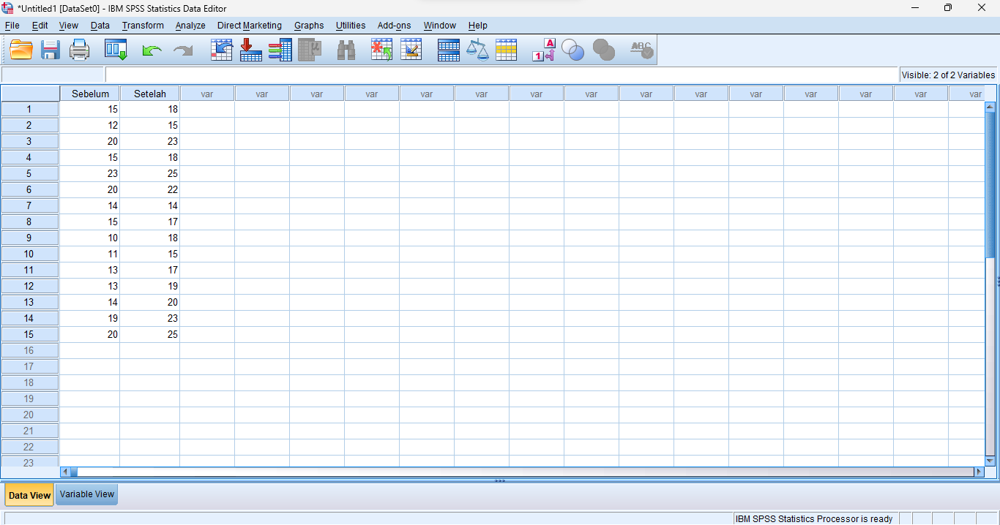 *Untitled1 [DataSet0] - IBM SPSS Statistics Data Editor
File Edit View Data Transform Analyze Direct Marketing Graphs Utilities Add-ons Window Help
Visible: 2 of 2 Variables
Sebelum Setelah var var var var var var var var var var var var var var var
1 15 18
2 12 15
3 20 23
4 15 18
5 23 25
6 20 22
7 14 14
8 15 17
9 10 18
10 11 15
11 13 17
12 13 19
13 14 20
14 19 23
15 20 25
16
17
18
19
20
21
22
23
Data View Variable View
IBM SPSS Statistics Processor is ready